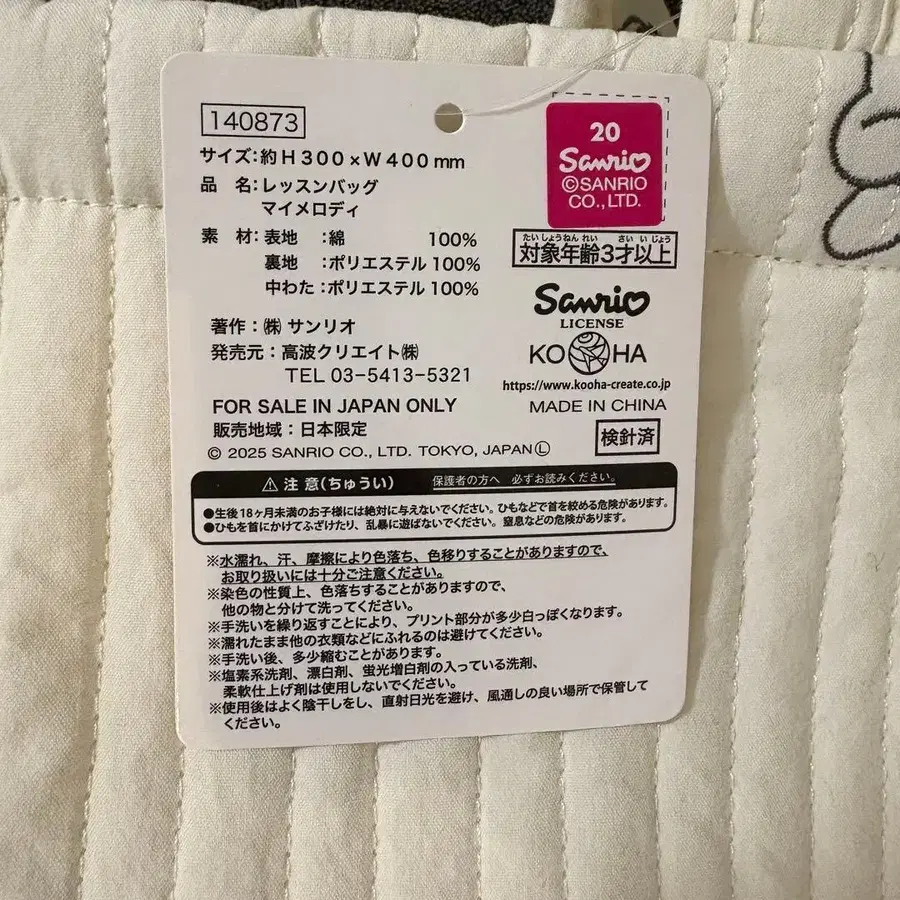 140873
サイズ:約H300×W400mm
品 名:レッスンバッグ
マイメロディ
素 材:表地 :綿 100%
裏地 :ポリエステル 100%
中わた :ポリエステル 100%
著作:㈱ サンリオ
発売元:高波クリエイト㈱
TEL 03-5413-5321
FOR SALE IN JAPAN ONLY
販売地域:日本限定
© 2025 SANRIO CO., LTD. TOKYO, JAPAN Ⓛ
20
Sanrio
©SANRIO
CO.,LTD.
たいしょうねんれい さいいじょう
対象年齢3才以上
Sanrio
LICENSE
KOOHA
https://www.kooha-create.co.jp
MADE IN CHINA
検針済
⚠ 注意(ちゅうい) 保護者の方へ 必ずお読みください。
●生後18ヶ月未満のお子様には絶対に与えないでください。ひもなどで首を絞める危険があります。
●ひもを首にかけてふざけたり、乱暴に遊ばないでください。窒息などの危険があります。
※水濡れ、汗、摩擦により色落ち、色移りすることがありますので、
お取り扱いには十分ご注意ください。
※染色の性質上、色落ちすることがありますので、
他の物と分けて洗ってください。
※手洗いを繰り返すことにより、プリント部分が多少白っぽくなります。
※濡れたまま他の衣類などにふれるのは避けてください。
※手洗い後、多少縮むことがあります。
※塩素系洗剤、漂白剤、蛍光増白剤の入っている洗剤、
柔軟仕上げ剤は使用しないでください。
※使用後はよく陰干しをし、直射日光を避け、風通しの良い場所で保管して
ください。